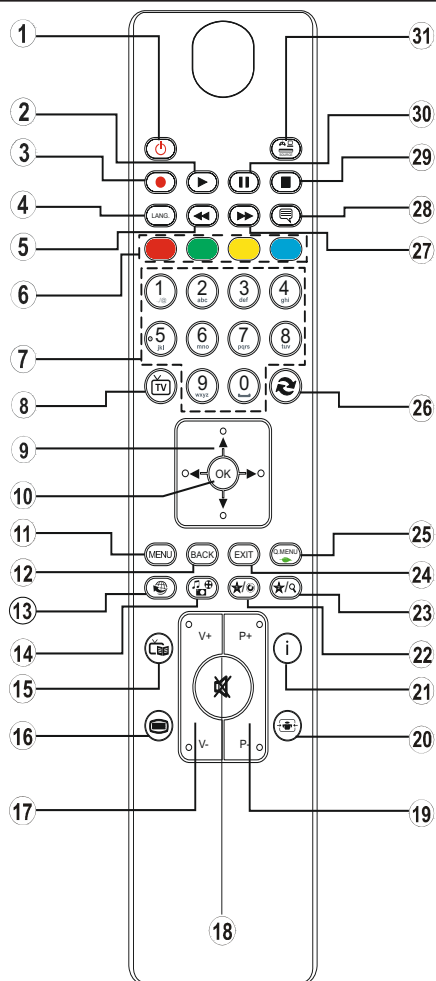 1
31
2
30
3
29
4
LANG.
28
5
27
6
1 ./@
2 abc
3 def
4 ghi
7
5 jkl
6 mno
7 pqrs
8 tuv
8
TV
9 wxyz
0
26
9
10
OK
11
MENU
BACK
EXIT
Q.MENU
25
12
24
13
23
14
V+
P+
22
15
i
21
16
20
V-
P-
17
19
18